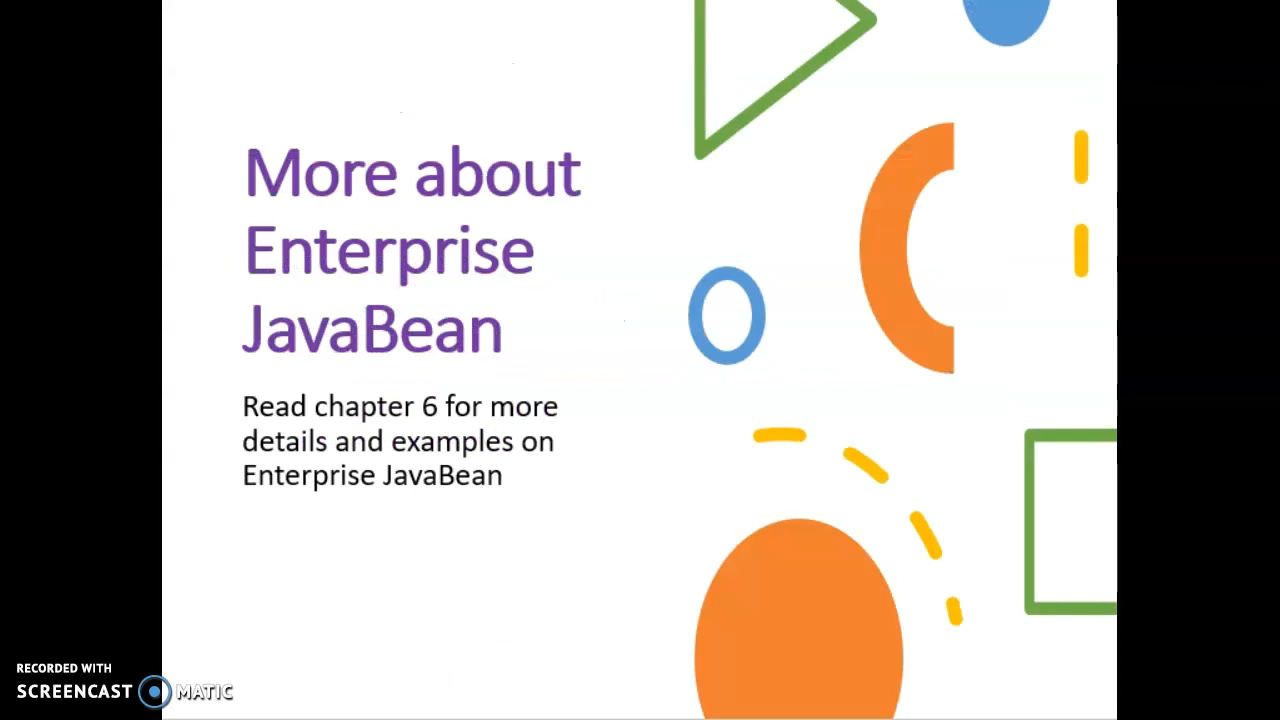 More about
Enterprise
JavaBean
Read chapter 6 for more
details and examples on
Enterprise JavaBean
RECORDED WITH
SCREENCAST MATIC